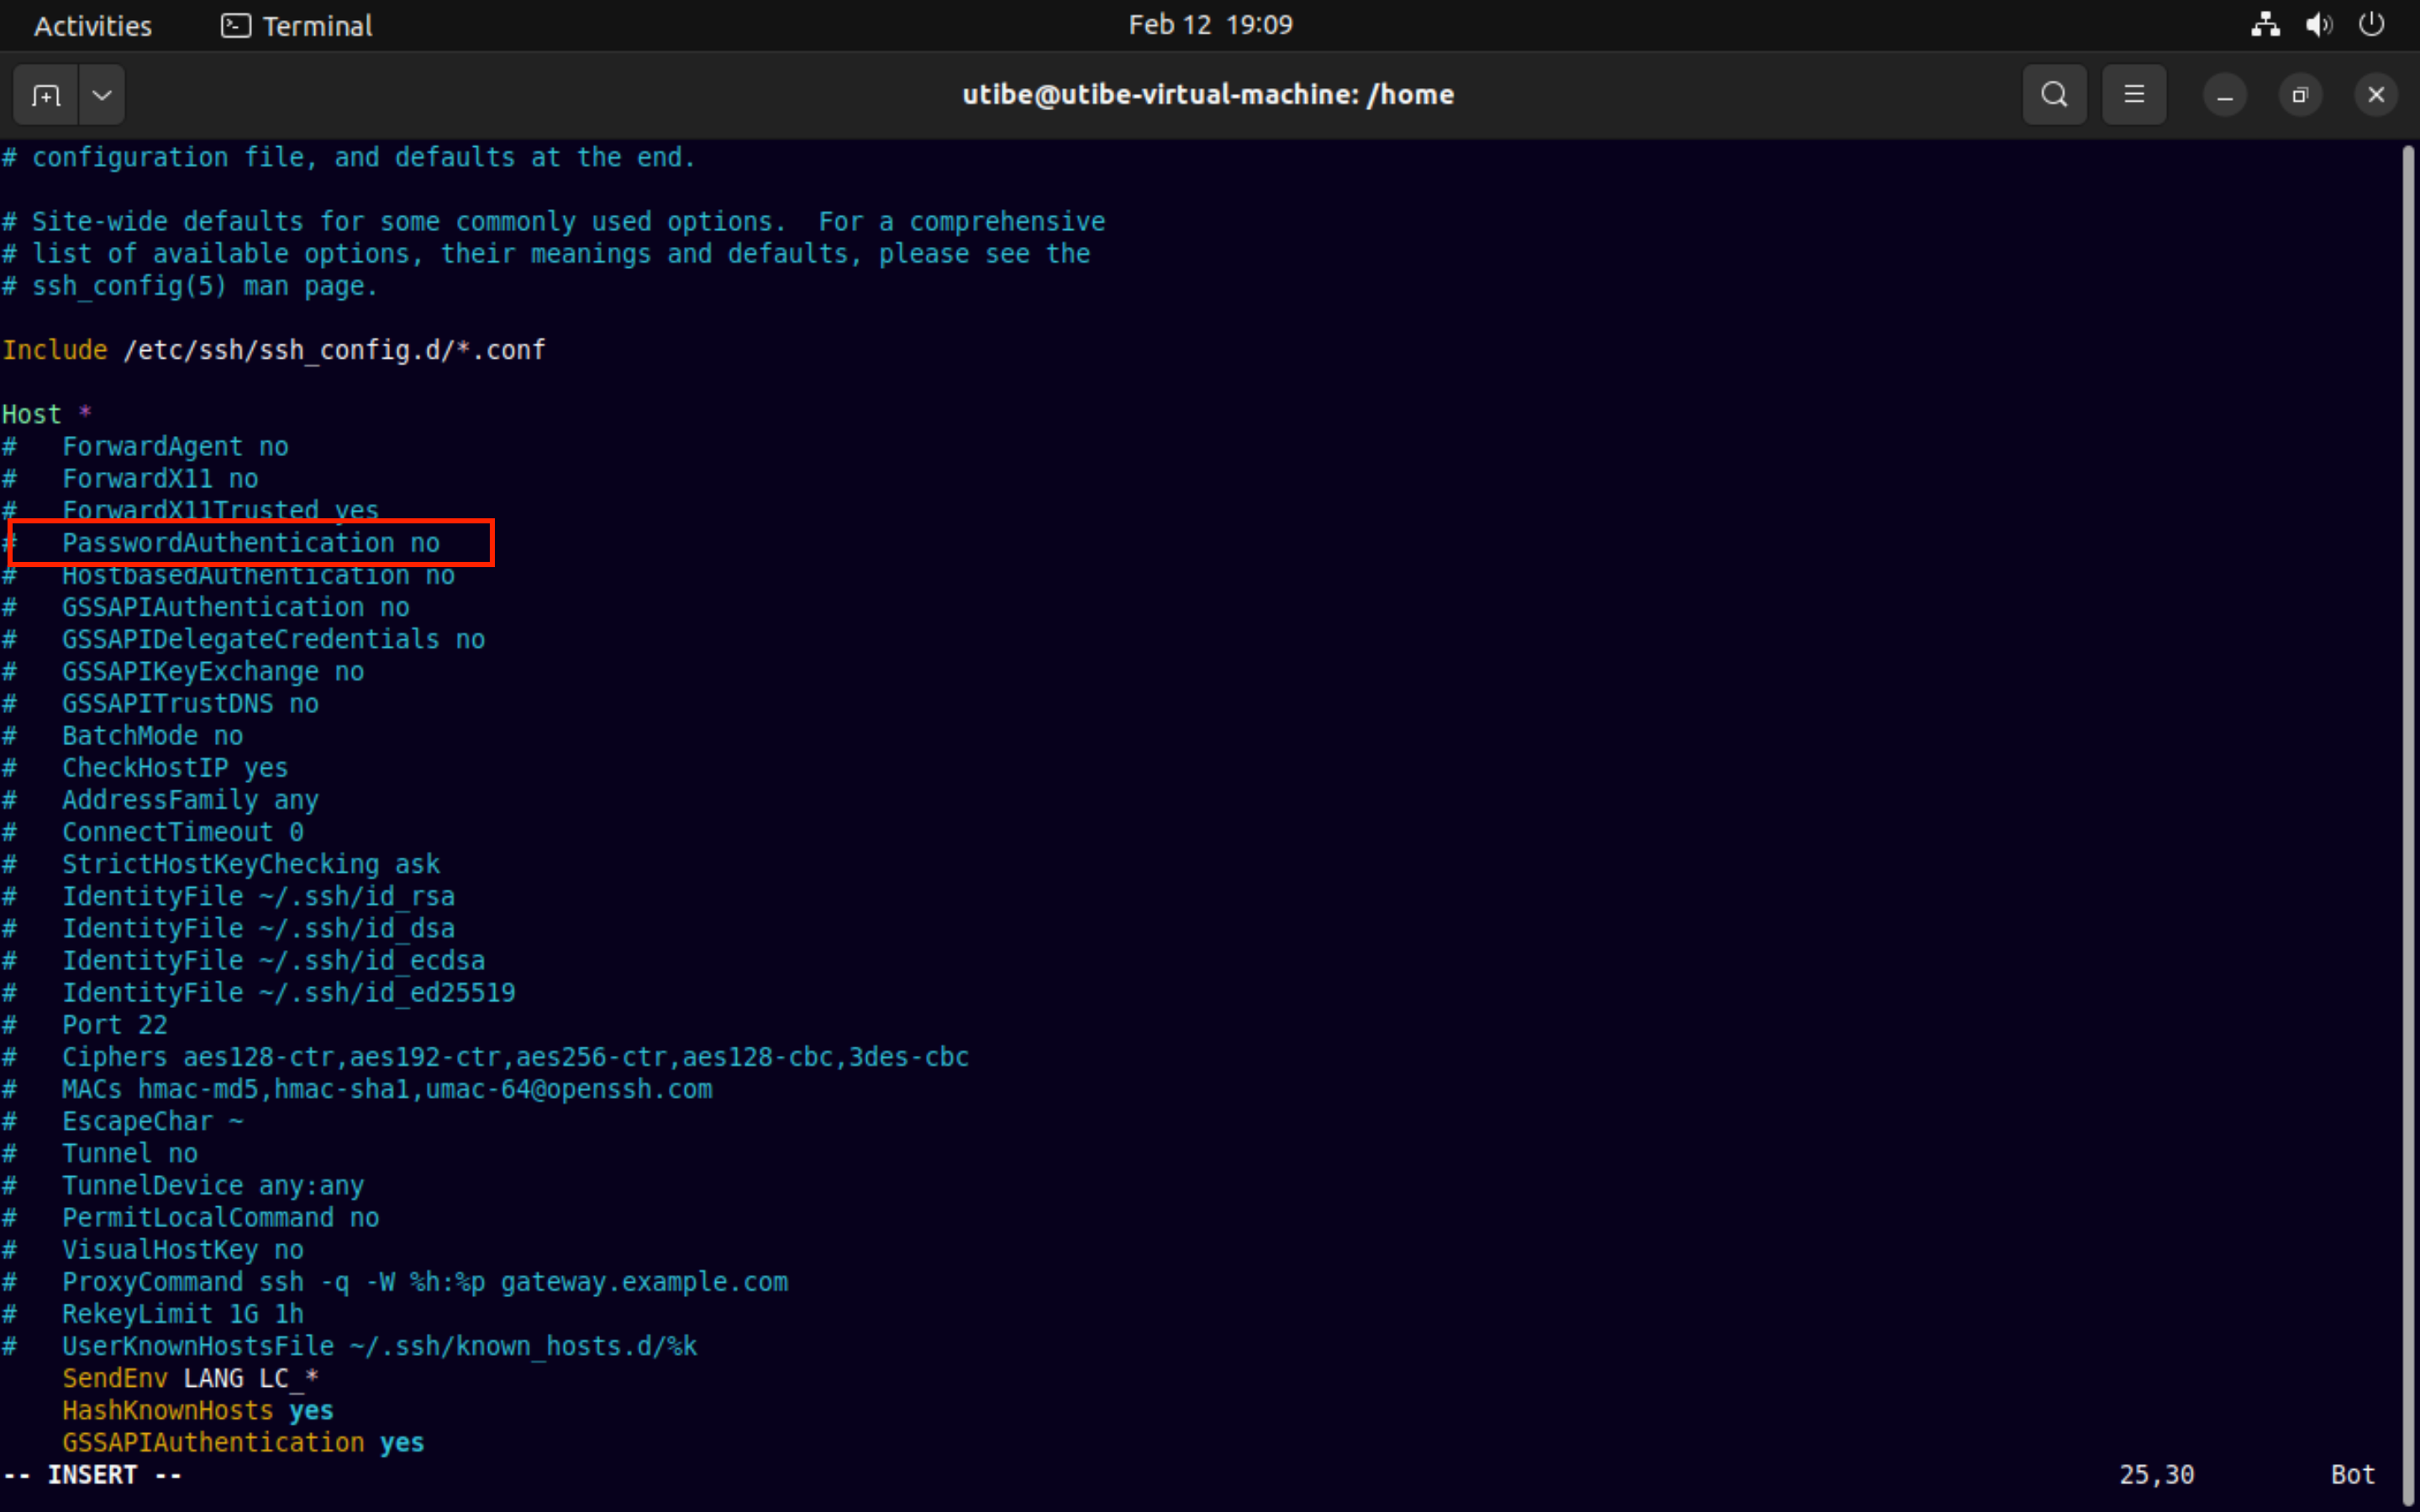 Activities Terminal Feb 12 19:09
utibe@utibe-virtual-machine: /home
# configuration file, and defaults at the end.
# Site-wide defaults for some commonly used options.  For a comprehensive
# list of available options, their meanings and defaults, please see the
# ssh_config(5) man page.
Include /etc/ssh/ssh_config.d/*.conf
Host *
#   ForwardAgent no
#   ForwardX11 no
#   ForwardX11Trusted yes
#   PasswordAuthentication no
#   HostbasedAuthentication no
#   GSSAPIAuthentication no
#   GSSAPIDelegateCredentials no
#   GSSAPIKeyExchange no
#   GSSAPITrustDNS no
#   BatchMode no
#   CheckHostIP yes
#   AddressFamily any
#   ConnectTimeout 0
#   StrictHostKeyChecking ask
#   IdentityFile ~/.ssh/id_rsa
#   IdentityFile ~/.ssh/id_dsa
#   IdentityFile ~/.ssh/id_ecdsa
#   IdentityFile ~/.ssh/id_ed25519
#   Port 22
#   Ciphers aes128-ctr,aes192-ctr,aes256-ctr,aes128-cbc,3des-cbc
#   MACs hmac-md5,hmac-sha1,umac-64@openssh.com
#   EscapeChar ~
#   Tunnel no
#   TunnelDevice any:any
#   PermitLocalCommand no
#   VisualHostKey no
#   ProxyCommand ssh -q -W %h:%p gateway.example.com
#   RekeyLimit 1G 1h
#   UserKnownHostsFile ~/.ssh/known_hosts.d/%k
    SendEnv LANG LC_*
    HashKnownHosts yes
    GSSAPIAuthentication yes
-- INSERT -- 25,30 Bot